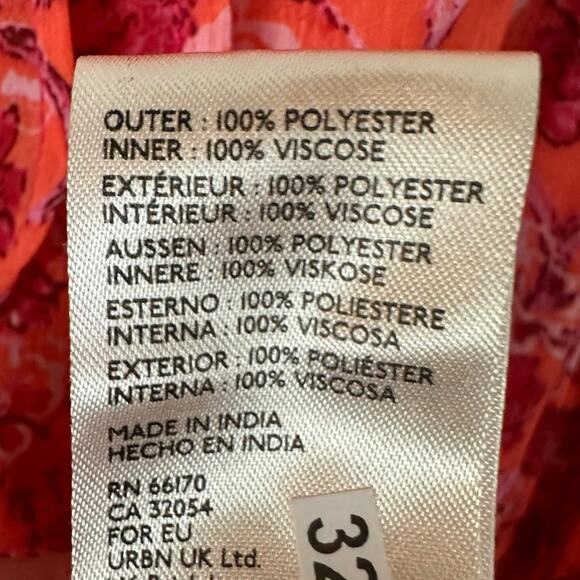 OUTER : 100% POLYESTER
INNER : 100% VISCOSE
EXTÉRIEUR : 100% POLYESTER
INTÉRIEUR : 100% VISCOSE
AUSSEN : 100% POLYESTER
INNERE : 100% VISKOSE
ESTERNO : 100% POLIESTERE
INTERNA : 100% VISCOSA
EXTERIOR : 100% POLIÉSTER
INTERNA : 100% VISCOSA
MADE IN INDIA
HECHO EN INDIA
RN 66170
CA 32054
FOR EU
URBN UK Ltd.
32